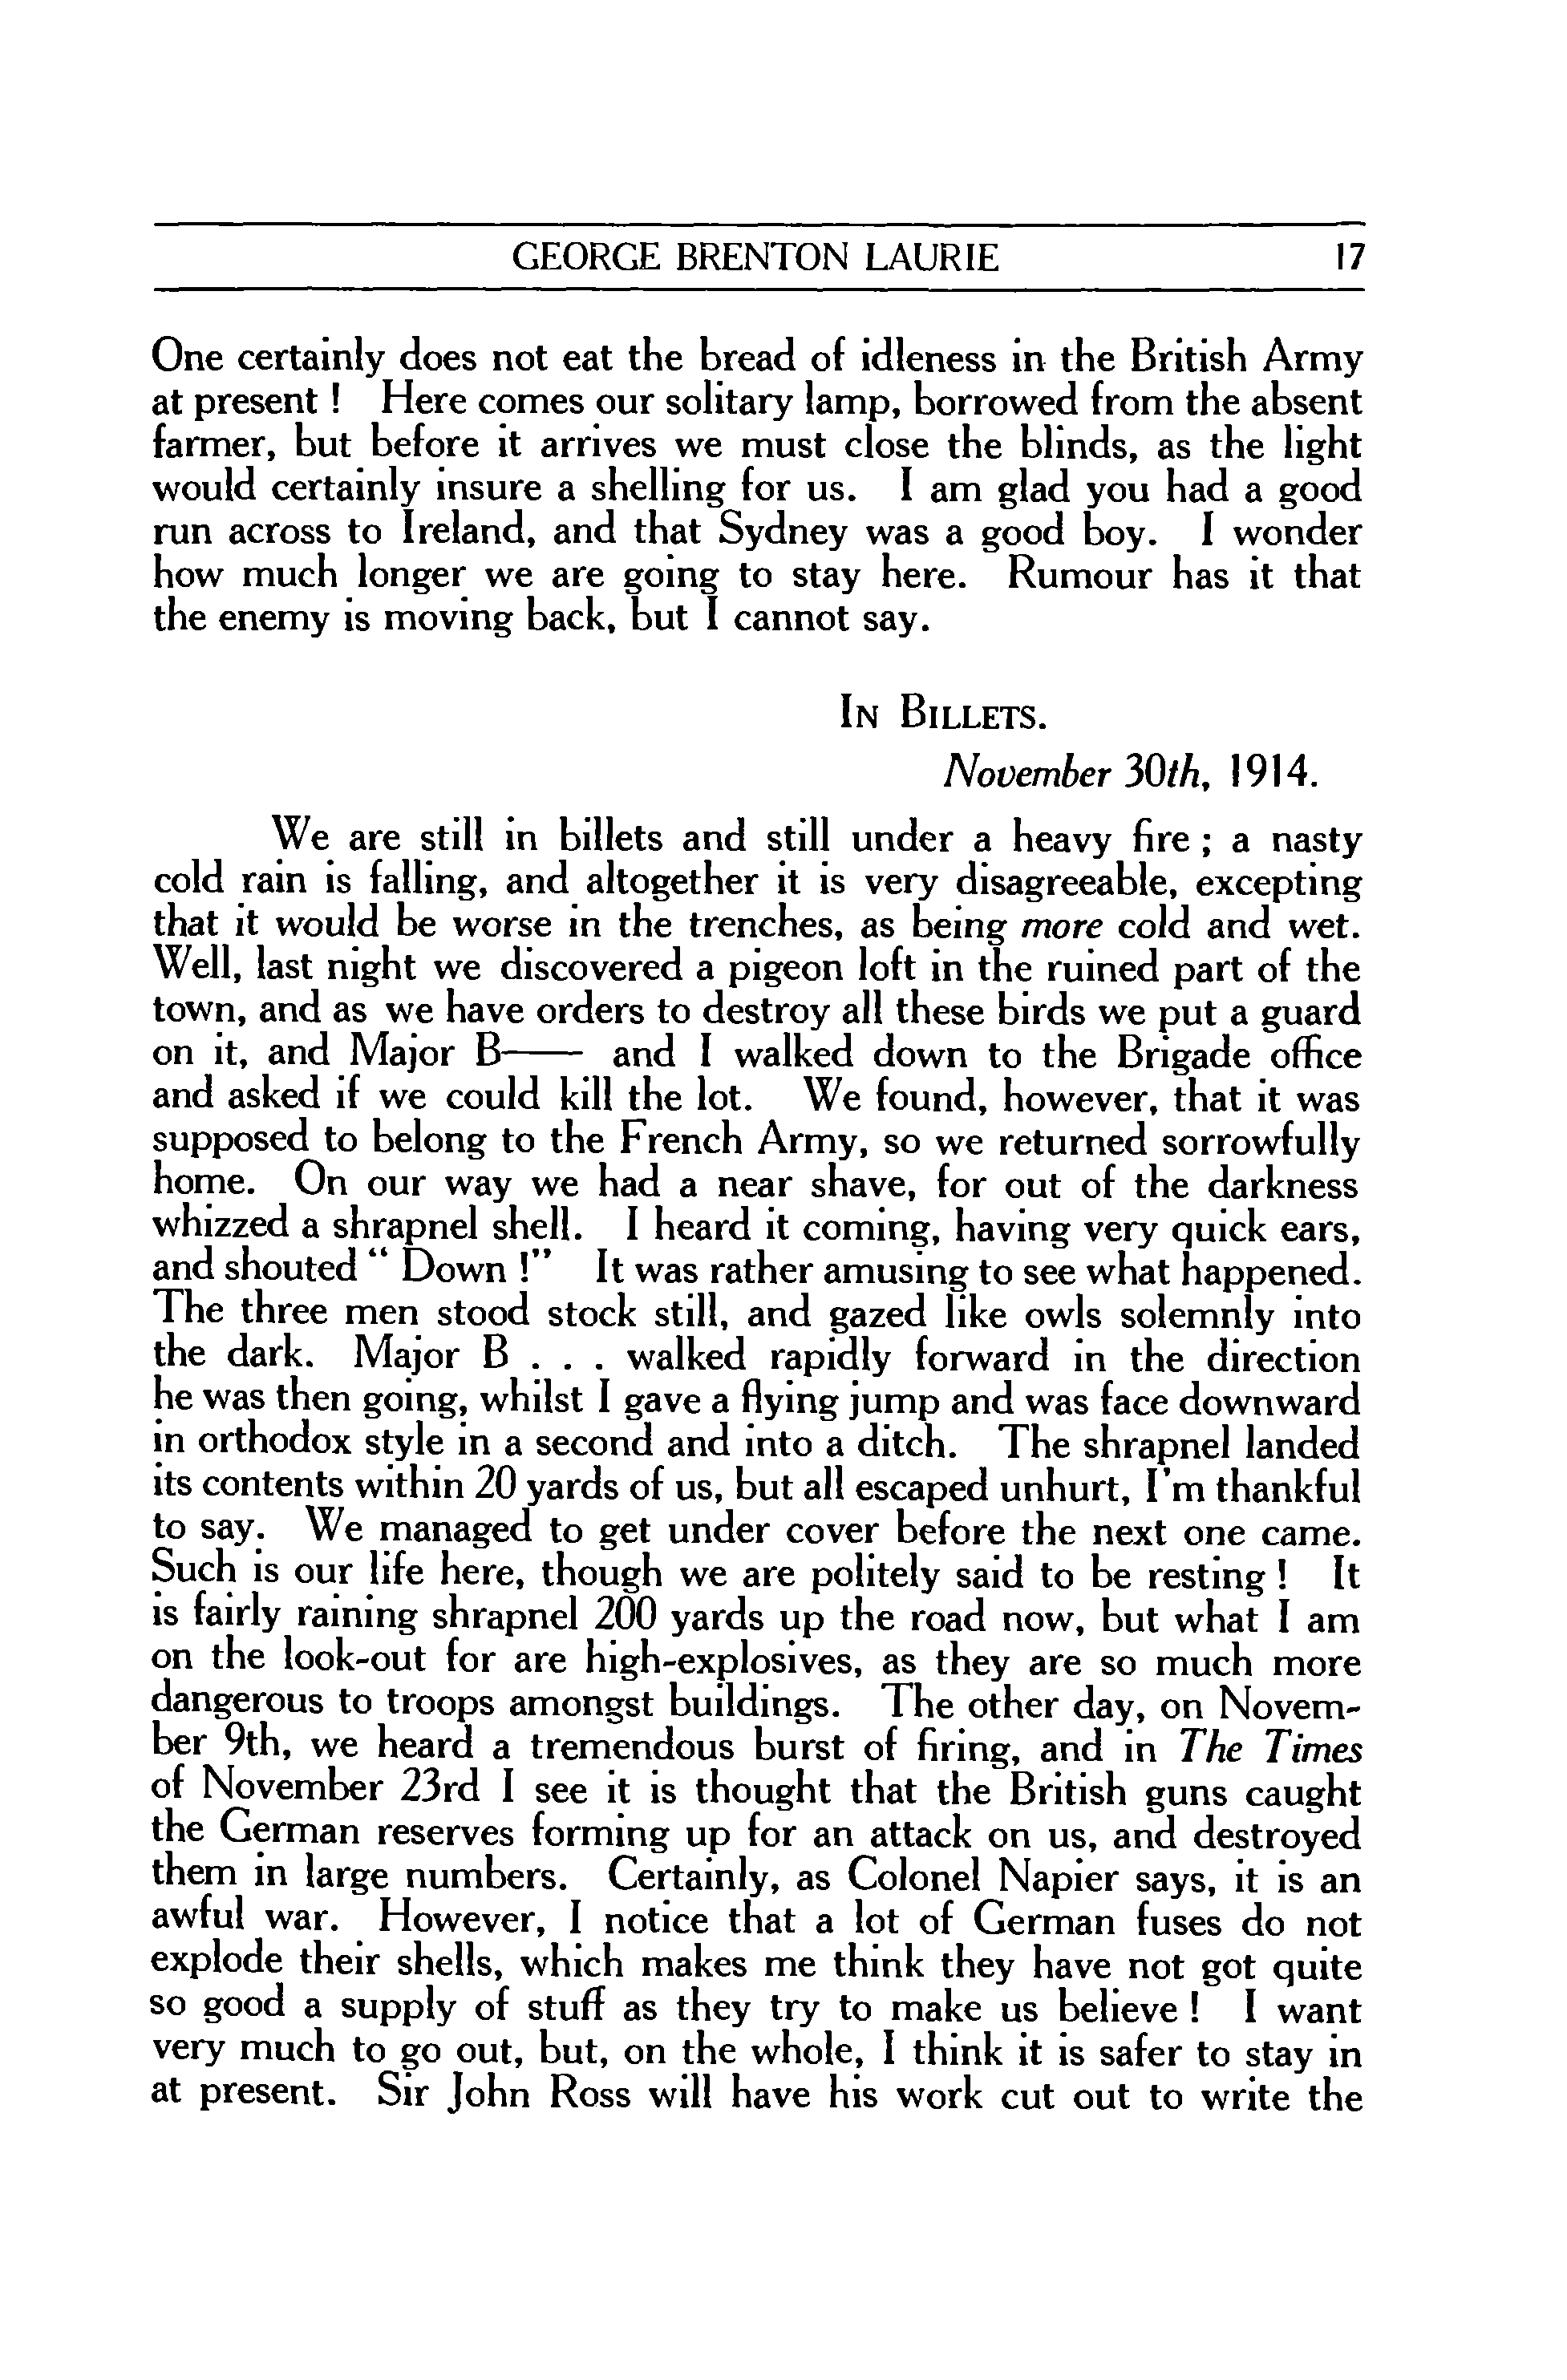 GEORGE BRENTON LAURIE 17
One certainly does not eat the bread of idleness in the British Army
at present ! Here comes our solitary lamp, borrowed from the absent
farmer, but before it arrives we must close the blinds, as the light
would certainly insure a shelling for us. I am glad you had a good
run across to Ireland, and that Sydney was a good boy. I wonder
how much longer we are going to stay here. Rumour has it that
the enemy is moving back, but I cannot say.
In Billets.
November 30th, 1914.
We are still in billets and still under a heavy fire ; a nasty
cold rain is falling, and altogether it is very disagreeable, excepting
that it would be worse in the trenches, as being more cold and wet.
Well, last night we discovered a pigeon loft in the ruined part of the
town, and as we have orders to destroy all these birds we put a guard
on it, and Major B—— and I walked down to the Brigade office
and asked if we could kill the lot. We found, however, that it was
supposed to belong to the French Army, so we returned sorrowfully
home. On our way we had a near shave, for out of the darkness
whizzed a shrapnel shell. I heard it coming, having very quick ears,
and shouted “ Down !” It was rather amusing to see what happened.
The three men stood stock still, and gazed like owls solemnly into
the dark. Major B . . . walked rapidly forward in the direction
he was then going, whilst I gave a flying jump and was face downward
in orthodox style in a second and into a ditch. The shrapnel landed
its contents within 20 yards of us, but all escaped unhurt, I'm thankful
to say. We managed to get under cover before the next one came.
Such is our life here, though we are politely said to be resting ! It
is fairly raining shrapnel 200 yards up the road now, but what I am
on the look-out for are high-explosives, as they are so much more
dangerous to troops amongst buildings. The other day, on Novem-
ber 9th, we heard a tremendous burst of firing, and in The Times
of November 23rd I see it is thought that the British guns caught
the German reserves forming up for an attack on us, and destroyed
them in large numbers. Certainly, as Colonel Napier says, it is an
awful war. However, I notice that a lot of German fuses do not
explode their shells, which makes me think they have not got quite
so good a supply of stuff as they try to make us believe ! I want
very much to go out, but, on the whole, I think it is safer to stay in
at present. Sir John Ross will have his work cut out to write the